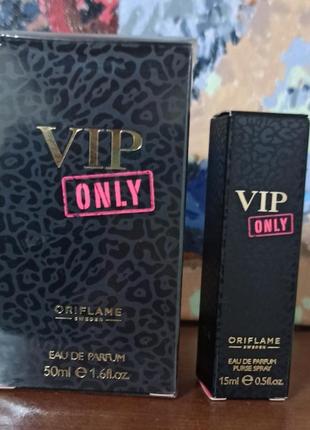 VIP
ONLY
ORIFLAME
SWEDEN
EAU DE PARFUM
50ml ℮ 1.6fl.oz.
VIP
ONLY
ORIFLAME
SWEDEN
EAU DE PARFUM
PURSE SPRAY
15ml ℮ 0.5fl.oz.